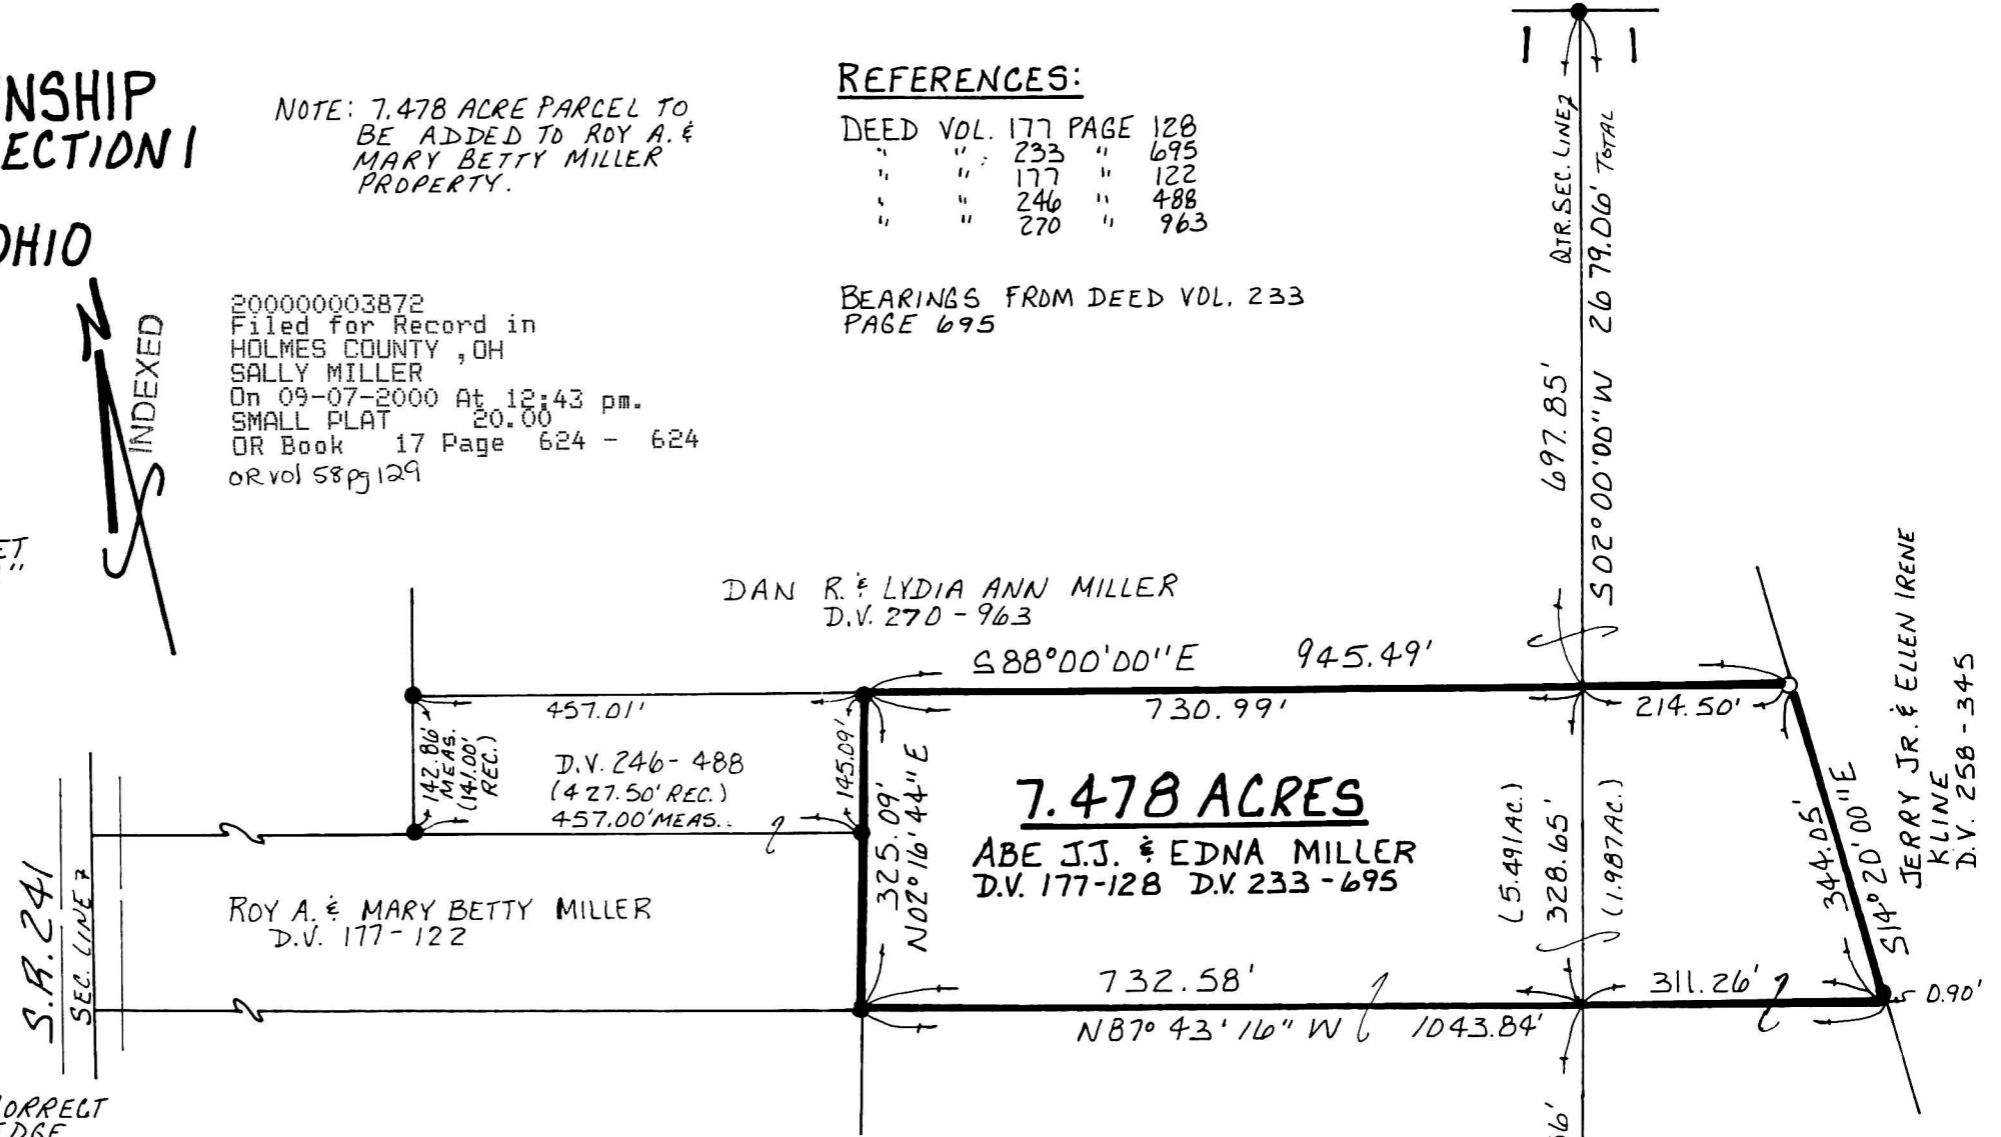 NSHIP
ECTION 1
OHIO
NOTE: 7.478 ACRE PARCEL TO
BE ADDED TO ROY A. &
MARY BETTY MILLER
PROPERTY.
REFERENCES:
DEED VOL. 177 PAGE 128
" " 233 " 695
" " 177 " 122
" " 246 " 488
" " 270 " 963
BEARINGS FROM DEED VOL. 233
PAGE 695
INDEXED
200000003872
Filed for Record in
HOLMES COUNTY , OH
SALLY MILLER
On 09-07-2000 At 12:43 pm.
SMALL PLAT 20.00
OR Book 17 Page 624 - 624
OR vol 58 pg 129
N
ET
1 1
QTR. SEC. LINE
697.85'
S02°00'00"W 2679.06' TOTAL
DAN R. & LYDIA ANN MILLER
D.V. 270-963
S88°00'00"E 945.49'
730.99'
214.50'
457.01'
142.86'
MEAS.
(141.00'
REC.)
D.V. 246-488
(427.50' REC.)
457.00' MEAS.
145.09'
325.09'
N02°16'44"E
7.478 ACRES
ABE J.J. & EDNA MILLER
D.V. 177-128 D.V. 233-695
(5.491AC.)
328.65'
(1.987AC.)
344.05'
S14°20'00"E
JERRY JR. & ELLEN IRENE
KLINE
D.V. 258-345
S.R. 241
SEC. LINE
ROY A. & MARY BETTY MILLER
D.V. 177-122
732.58'
311.26'
0.90'
N87°43'16"W 1043.84'
ORRECT
EDGE
56'